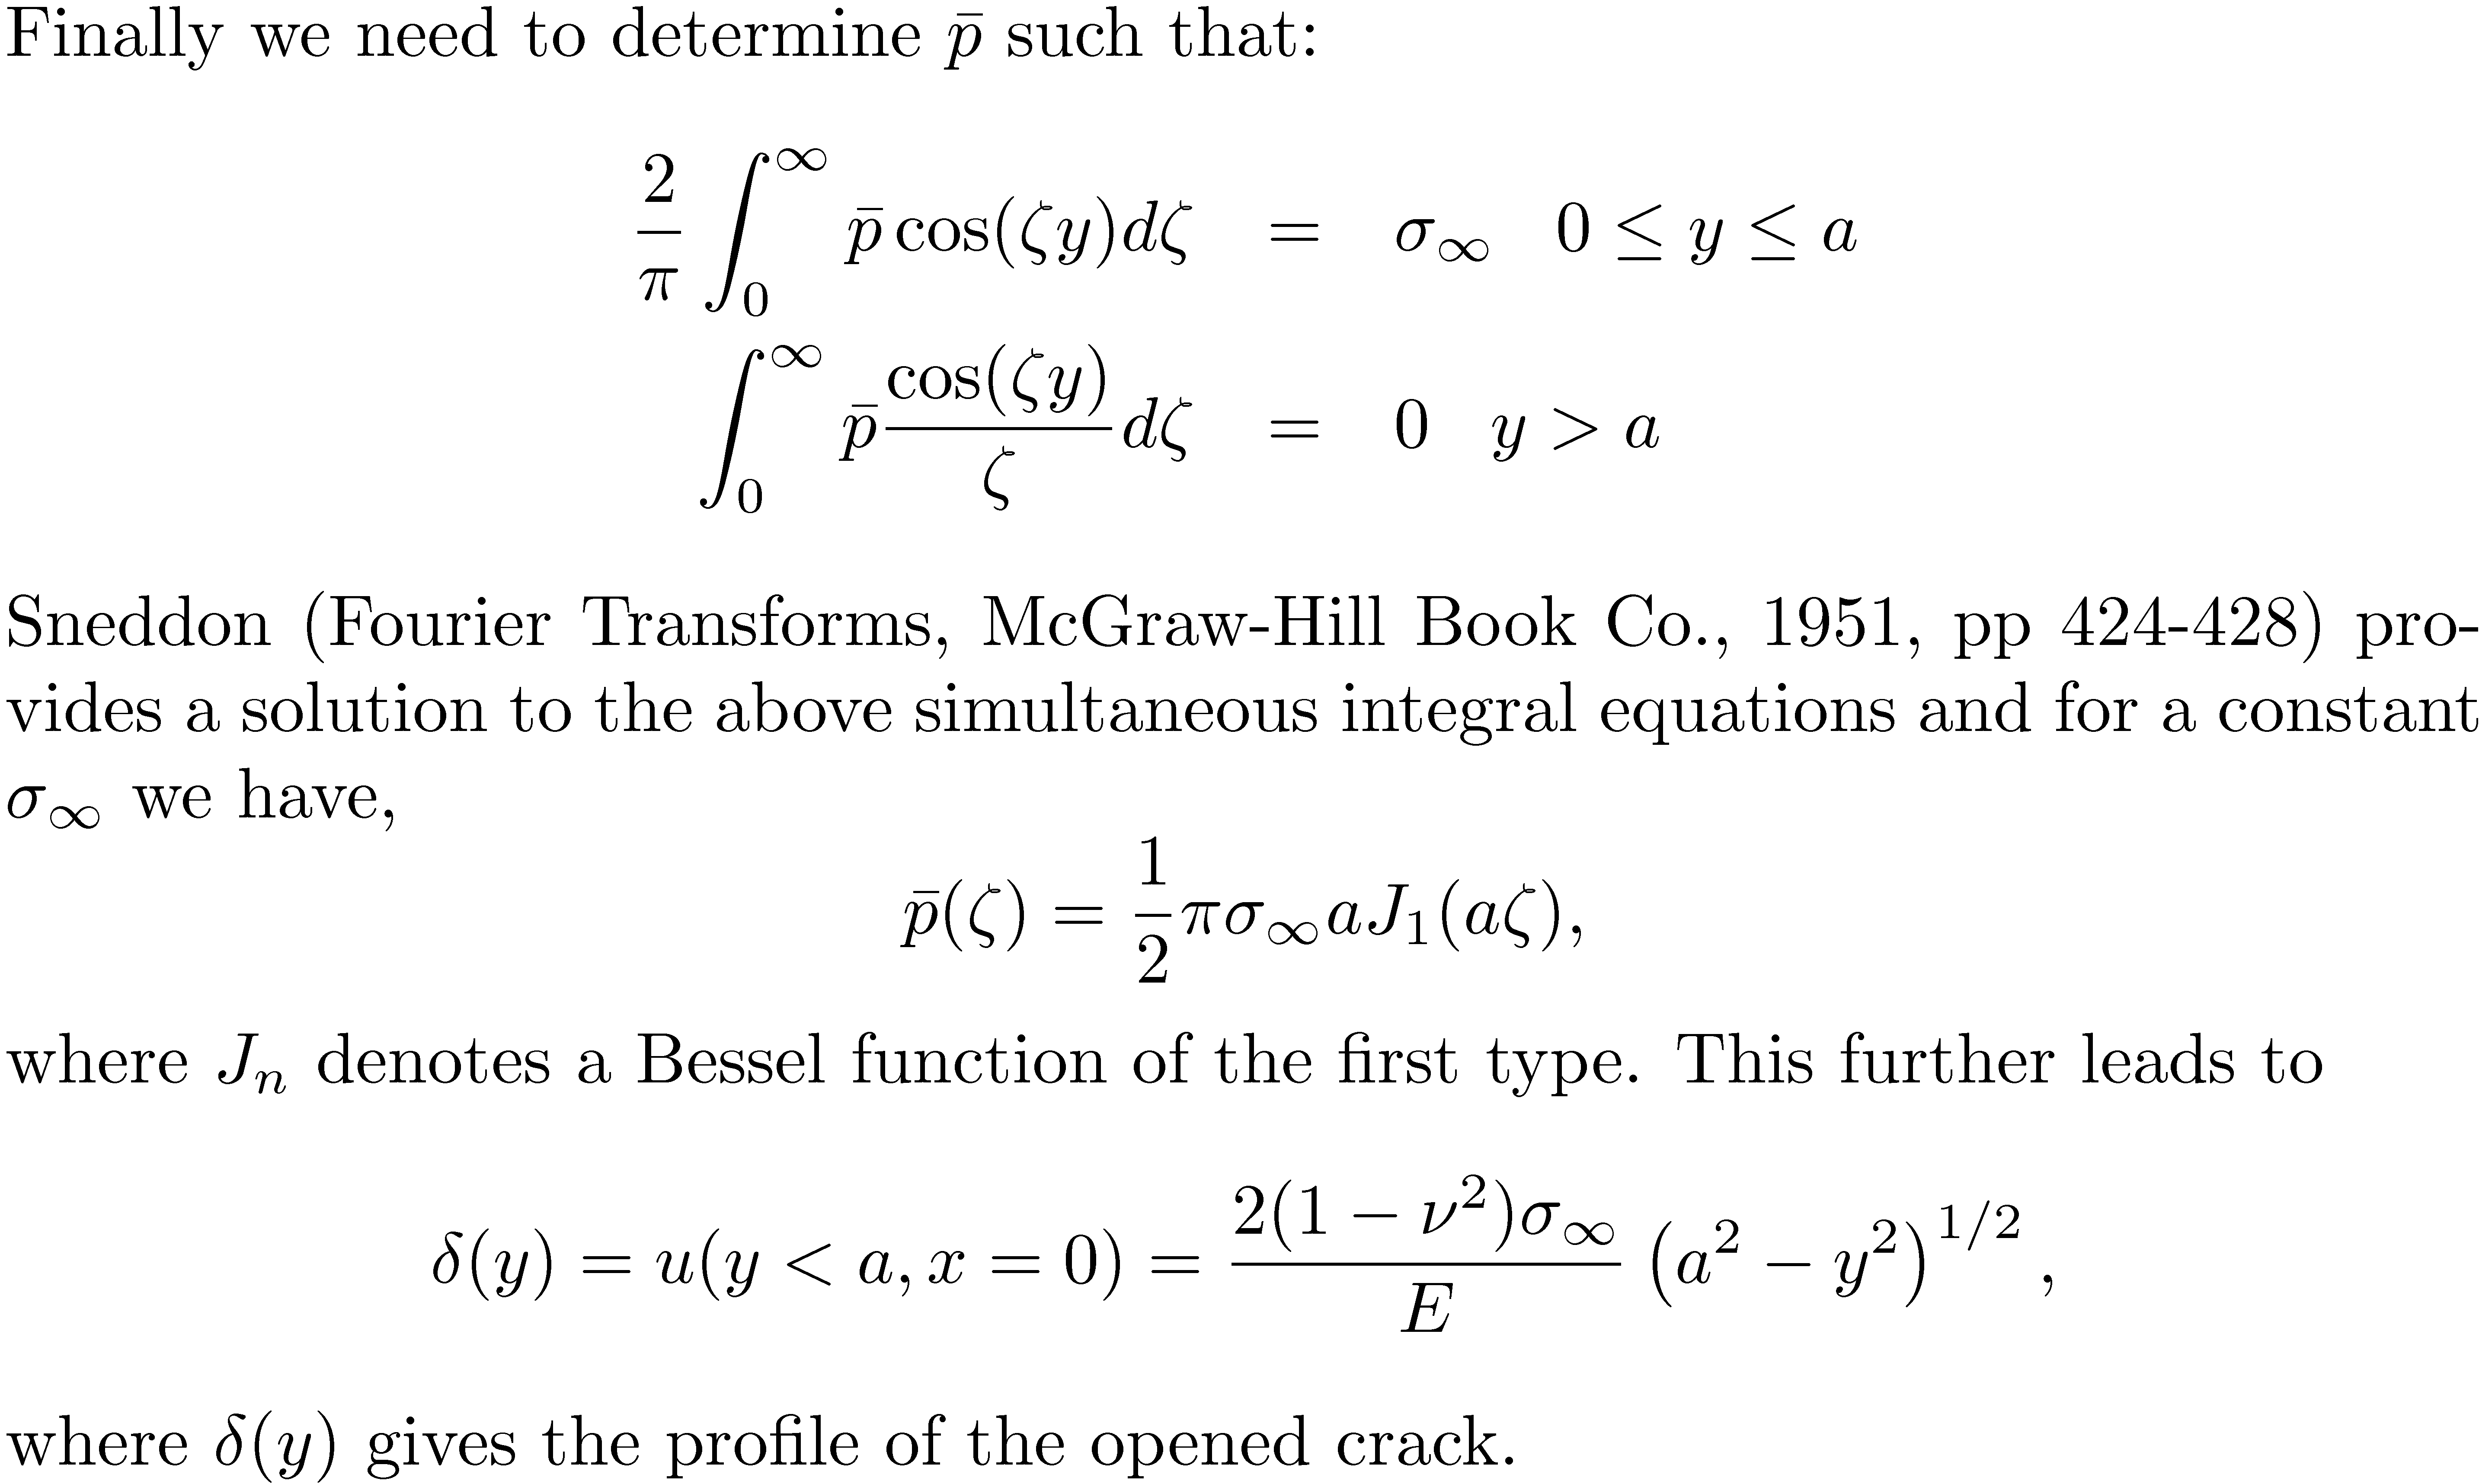 Finally we need to determine p̄ such that:
2/π ∫₀^∞ p̄ cos(ζy)dζ = σ∞ 0 ≤ y ≤ a
∫₀^∞ p̄ cos(ζy)/ζ dζ = 0 y > a
Sneddon (Fourier Transforms, McGraw-Hill Book Co., 1951, pp 424-428) pro-
vides a solution to the above simultaneous integral equations and for a constant
σ∞ we have,
p̄(ζ) = 1/2 πσ∞aJ₁(aζ),
where Jₙ denotes a Bessel function of the first type. This further leads to
δ(y) = u(y < a, x = 0) = 2(1 − ν²)σ∞/E (a² − y²)^1/2,
where δ(y) gives the profile of the opened crack.